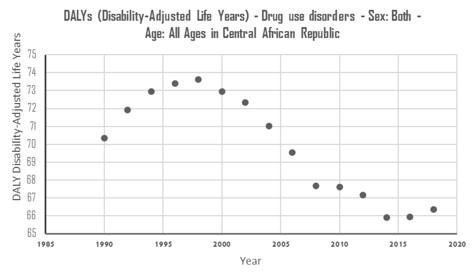 DALYs (Disability-Adjusted Life Years) - Drug use disorders - Sex: Both -
Age: All Ages in Central African Republic
DALY Disability-Adjusted Life Years
75
74
73
72
71
70
69
68
67
66
65
1985 1990 1995 2000 2005 2010 2015 2020
Year